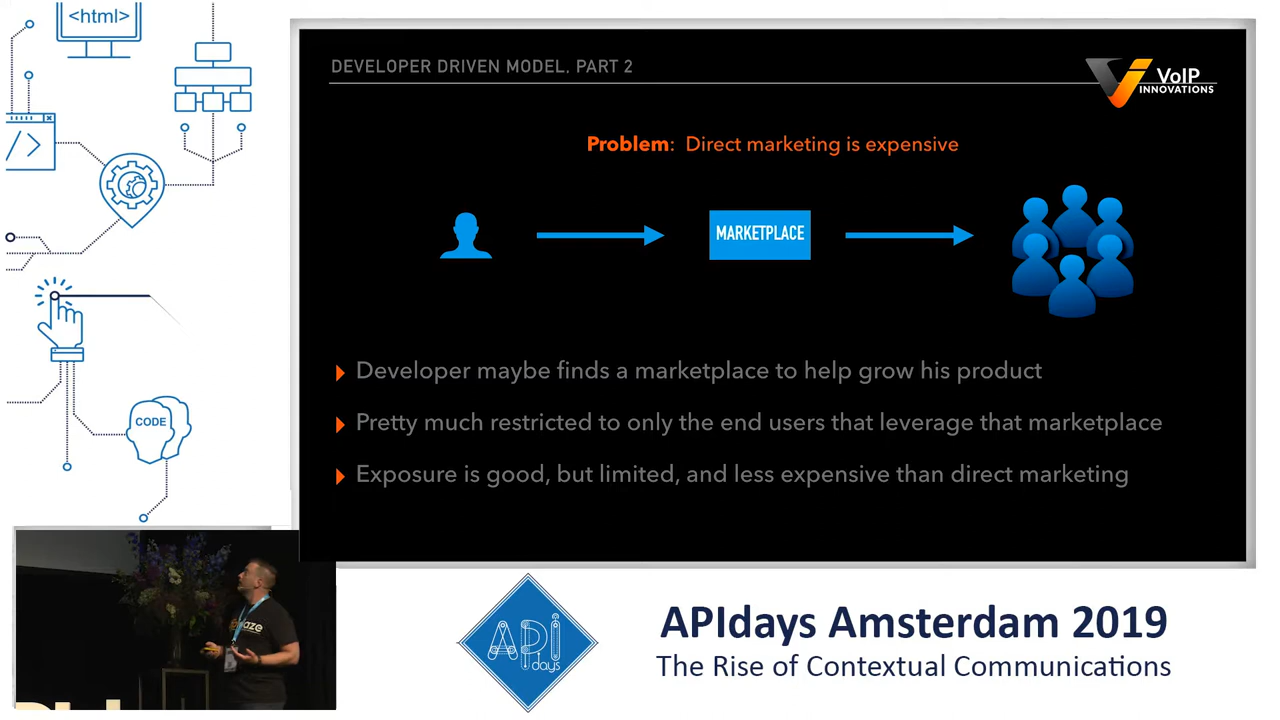 <html>
DEVELOPER DRIVEN MODEL, PART 2
VoIP
INNOVATIONS
Problem: Direct marketing is expensive
MARKETPLACE
Developer maybe finds a marketplace to help grow his product
Pretty much restricted to only the end users that leverage that marketplace
Exposure is good, but limited, and less expensive than direct marketing
</>
CODE
API
days
APIdays Amsterdam 2019
The Rise of Contextual Communications